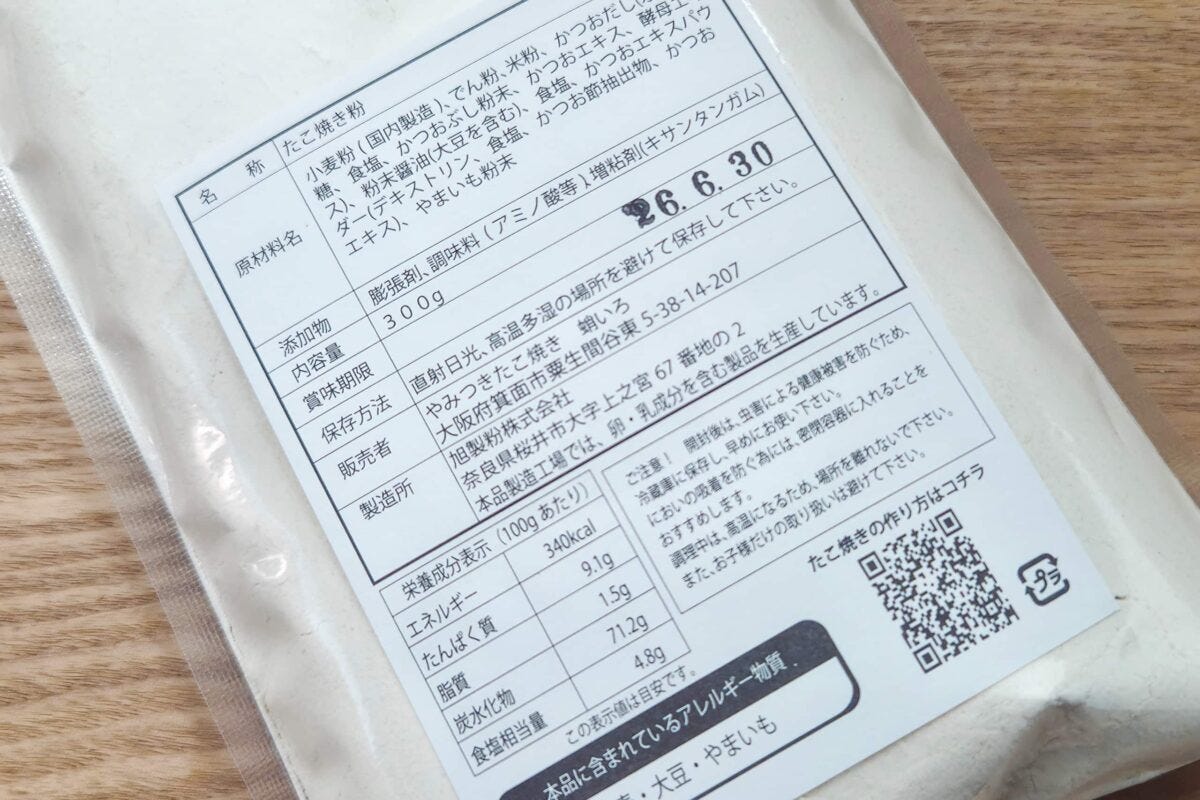 名 称 たこ焼き粉
原材料名 小麦粉(国内製造)、でん粉、米粉、かつおだし(
糖、食塩、かつおぶし粉末、かつおエキス、酵母エ
ス)、粉末醤油(大豆を含む)、食塩、かつおエキスパウ
ダー(デキストリン、食塩、かつお節抽出物、かつお
エキス)、やまいも粉末
添加物 膨張剤、調味料(アミノ酸等)、増粘剤(キサンタンガム)
内容量 300g
賞味期限 26.6.30
保存方法 直射日光、高温多湿の場所を避けて保存して下さい。
販売者 やみつきたこ焼き 蛸いろ
大阪府箕面市粟生間谷東5-38-14-207
製造所 旭製粉株式会社
奈良県桜井市大字上之宮67番地の2
本品製造工場では、卵・乳成分を含む製品を生産しています。
栄養成分表示(100gあたり)
エネルギー 340kcal
たんぱく質 9.1g
脂質 1.5g
炭水化物 71.2g
食塩相当量 4.8g
この表示値は目安です。
ご注意! 開封後は、虫害による健康被害を防ぐため、
冷蔵庫に保存し、早めにお使い下さい。
においの吸着を防ぐ為には、密閉容器に入れることを
おすすめします。
調理中は、高温になるため、場所を離れないで下さい。
また、お子様だけの取り扱いは避けて下さい。
たこ焼きの作り方はコチラ
プラ
本品に含まれているアレルギー物質
・大豆・やまいも